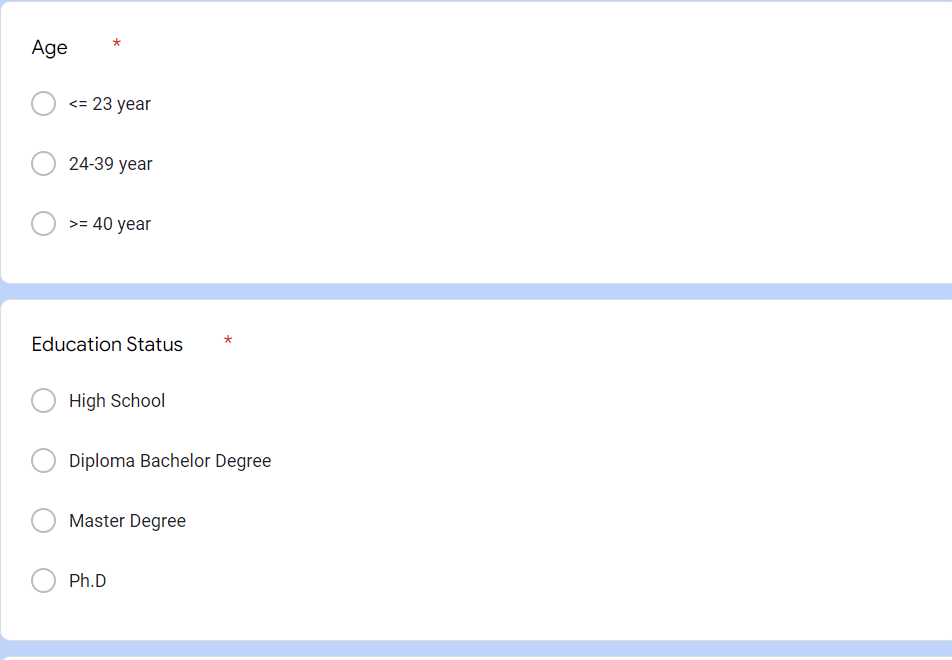 Age *
<= 23 year
24-39 year
>= 40 year
Education Status *
High School
Diploma Bachelor Degree
Master Degree
Ph.D